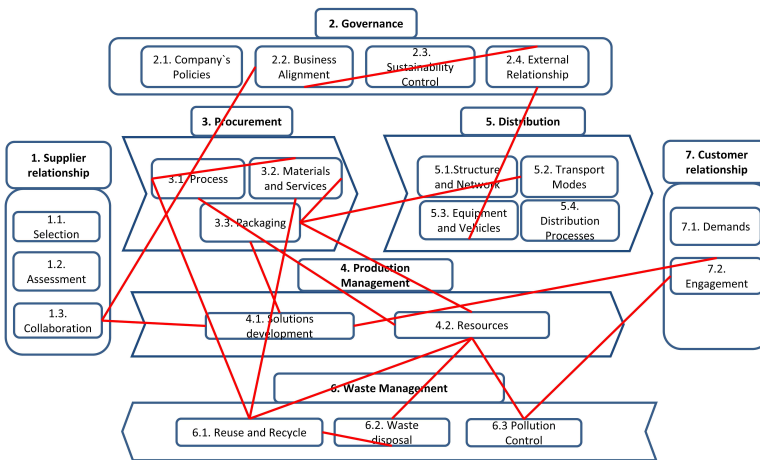 2. Governance
2.1. Company`s
Policies
2.2. Business
Alignment
2.3.
Sustainability
Control
2.4. External
Relationship
3. Procurement
5. Distribution
1. Supplier
relationship
7. Customer
relationship
3.1. Process
3.2. Materials
and Services
3.3. Packaging
5.1.Structure
and Network
5.2. Transport
Modes
5.3. Equipment
and Vehicles
5.4.
Distribution
Processes
1.1.
Selection
1.2.
Assessment
1.3.
Collaboration
7.1. Demands
7.2.
Engagement
4. Production
Management
4.1. Solutions
development
4.2. Resources
6. Waste Management
6.1. Reuse and Recycle
6.2. Waste
disposal
6.3 Pollution
Control